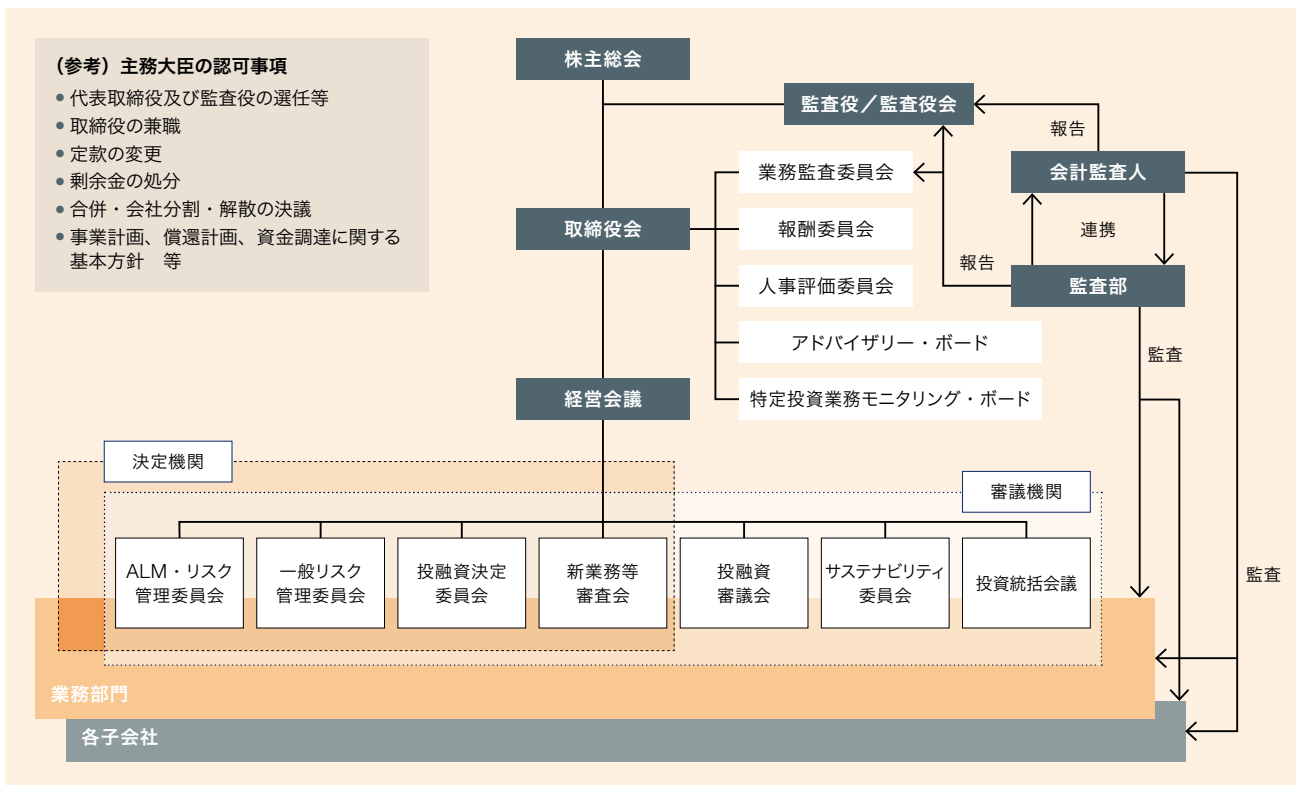 （参考）主務大臣の認可事項
• 代表取締役及び監査役の選任等
• 取締役の兼職
• 定款の変更
• 剰余金の処分
• 合併・会社分割・解散の決議
• 事業計画、償還計画、資金調達に関する
基本方針　等
株主総会
監査役／監査役会
報告
業務監査委員会
会計監査人
取締役会
報酬委員会
連携
報告
人事評価委員会
監査部
アドバイザリー・ボード
監査
経営会議
特定投資業務モニタリング・ボード
決定機関
審議機関
ALM・リスク
管理委員会
一般リスク
管理委員会
投融資決定
委員会
新業務等
審査会
投融資
審議会
サステナビリティ
委員会
投資統括会議
監査
業務部門
各子会社